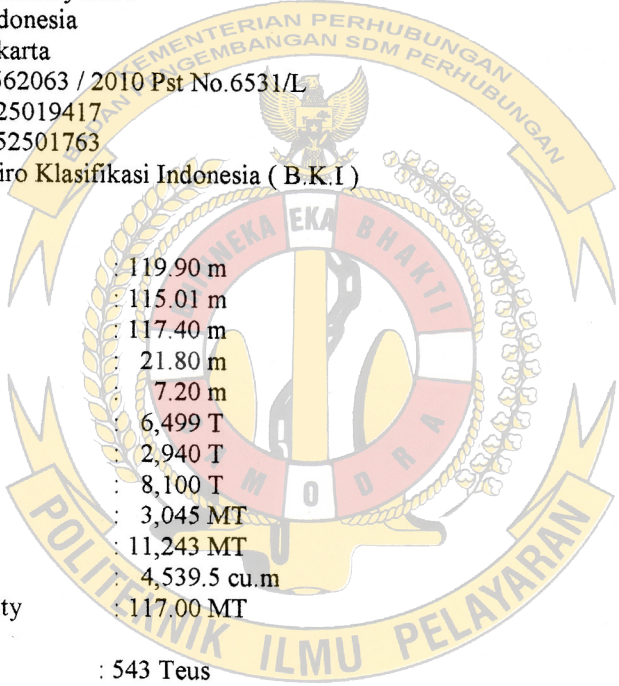 donesia
karta
562063 / 2010 Pst No.6531/L
25019417
52501763
iro Klasifikasi Indonesia ( B.K.I )
: 119.90 m
: 115.01 m
: 117.40 m
: 21.80 m
: 7.20 m
: 6,499 T
: 2,940 T
: 8,100 T
: 3,045 MT
: 11,243 MT
: 4,539.5 cu.m
ty : 117.00 MT
: 543 Teus
KEMENTERIAN PERHUBUNGAN
BADAN PENGEMBANGAN SDM PERHUBUNGAN
BHINNEKA EKA BHAKTI
SAMODRA
POLITEKNIK ILMU PELAYARAN